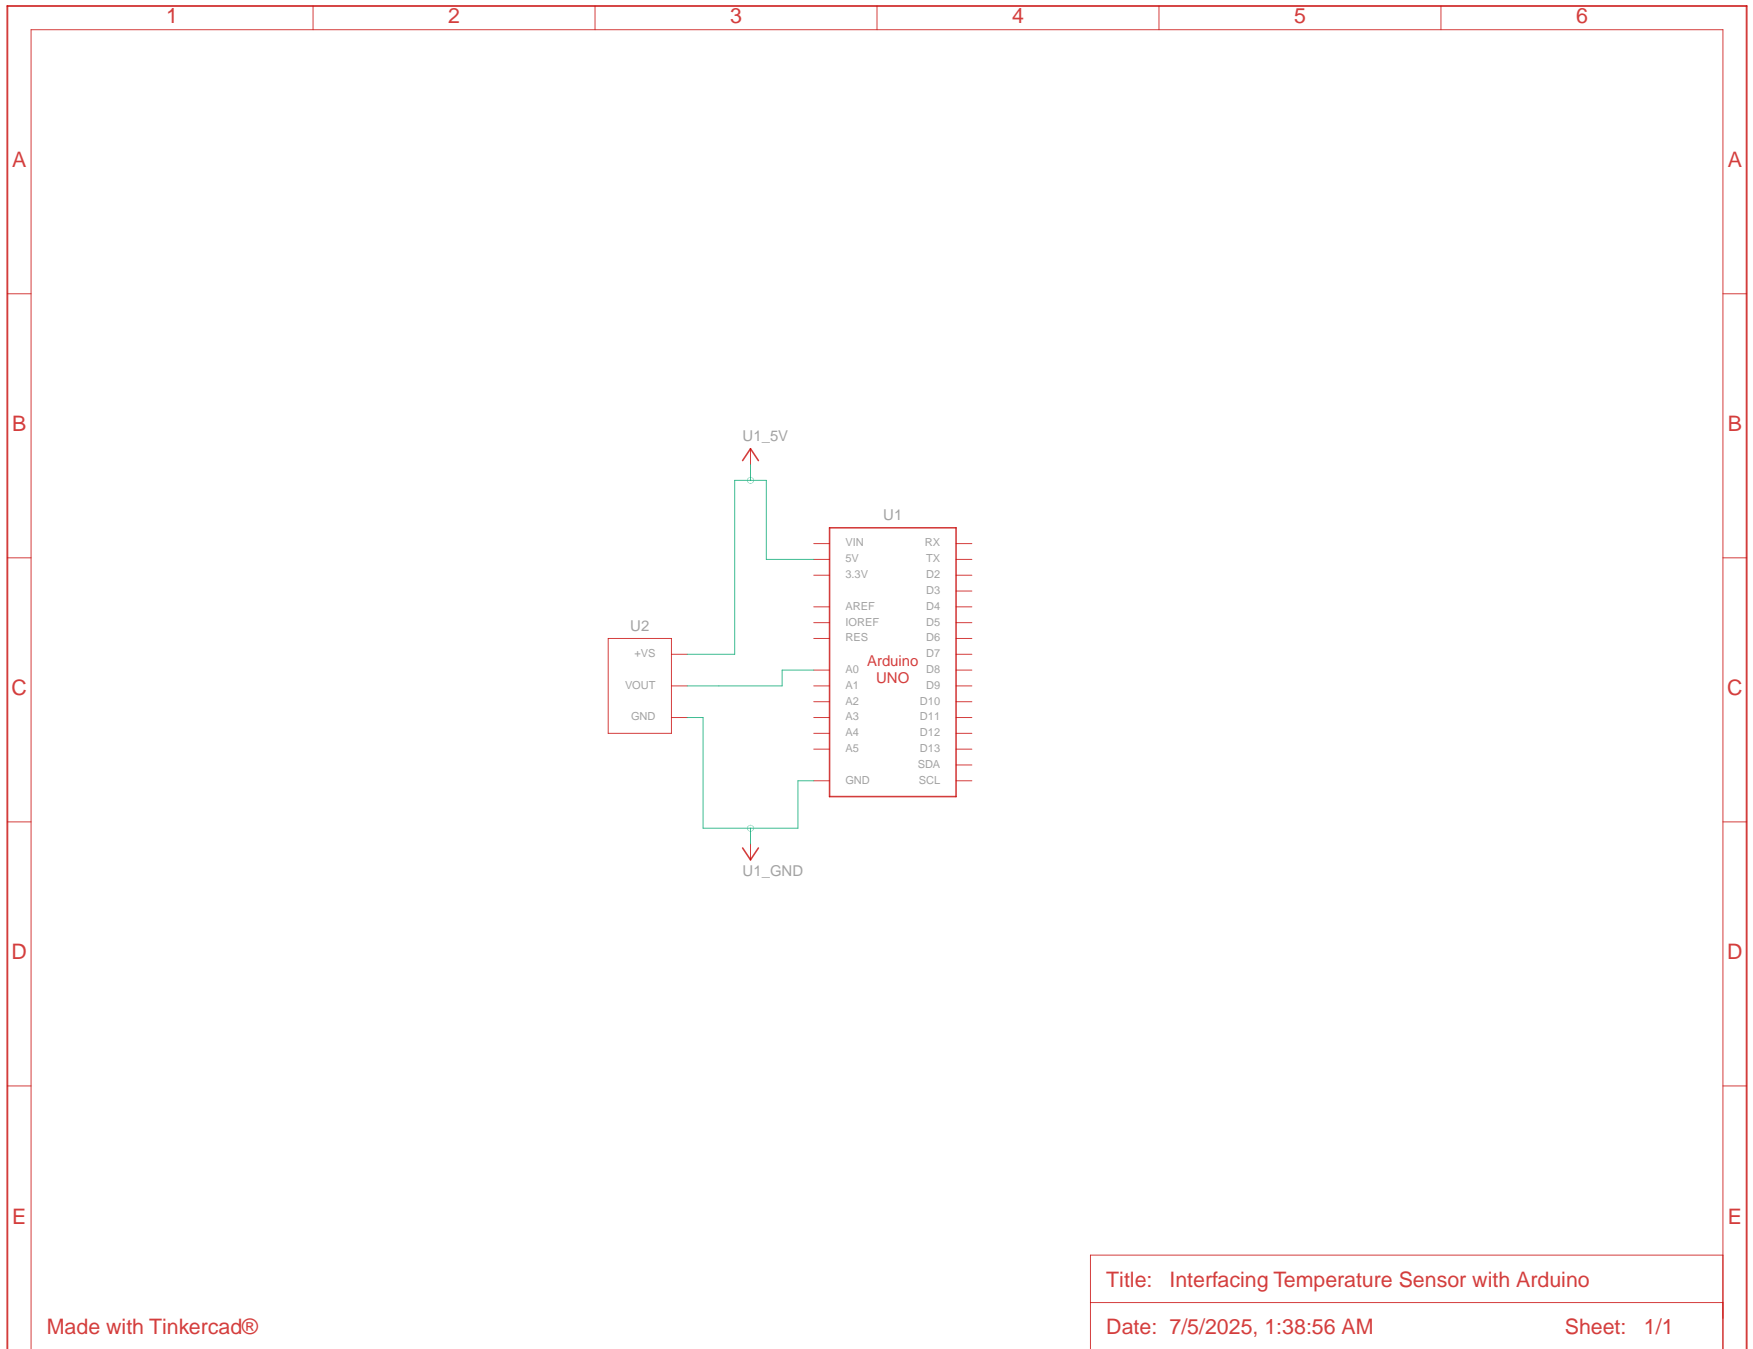 1 2 3 4 5 6
A A
B B
U1_5V
U1
VIN RX
5V TX
3.3V D2
D3
AREF D4
IOREF D5
U2
RES D6
+VS D7
Arduino
A0 D8
UNO
VOUT A1 D9
A2 D10
GND A3 D11
A4 D12
A5 D13
SDA
GND SCL
C C
U1_GND
D D
E E
Title: Interfacing Temperature Sensor with Arduino
Made with Tinkercad®
Date: 7/5/2025, 1:38:56 AM Sheet: 1/1